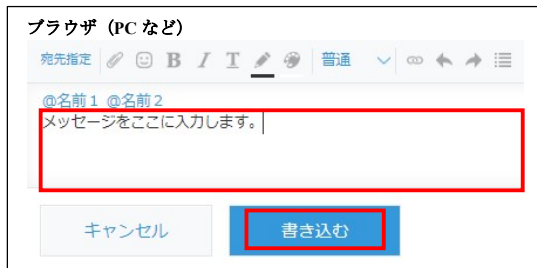 ブラウザ（PC など）
宛先指定 B I T 普通
@名前１ @名前２
メッセージをここに入力します。
キャンセル 書き込む